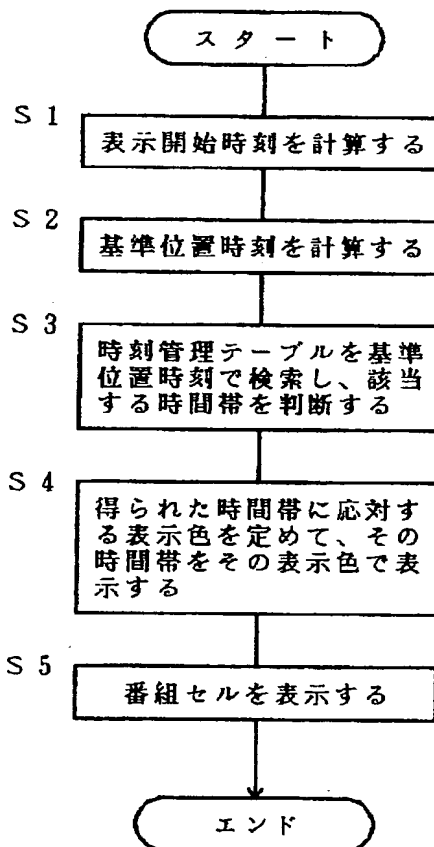 スタート
S1
表示開始時刻を計算する
S2
基準位置時刻を計算する
S3
時刻管理テーブルを基準
位置時刻で検索し、該当
する時間帯を判断する
S4
得られた時間帯に応対す
る表示色を定めて、その
時間帯をその表示色で表
示する
S5
番組セルを表示する
エンド